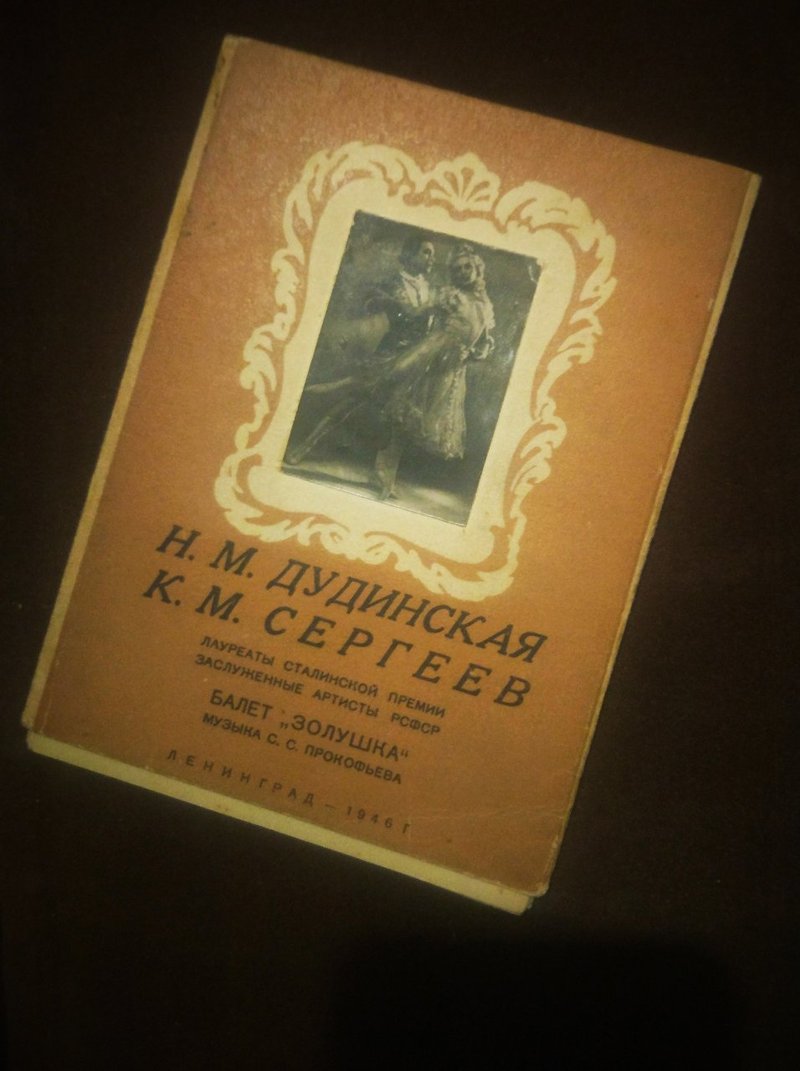 Н. М. ДУДИНСКАЯ
К. М. СЕРГЕЕВ
ЛАУРЕАТЫ СТАЛИНСКОЙ ПРЕМИИ
ЗАСЛУЖЕННЫЕ АРТИСТЫ РСФСР
БАЛЕТ „ЗОЛУШКА“
МУЗЫКА С. С. ПРОКОФЬЕВА
ЛЕНИНГРАД — 1946 Г